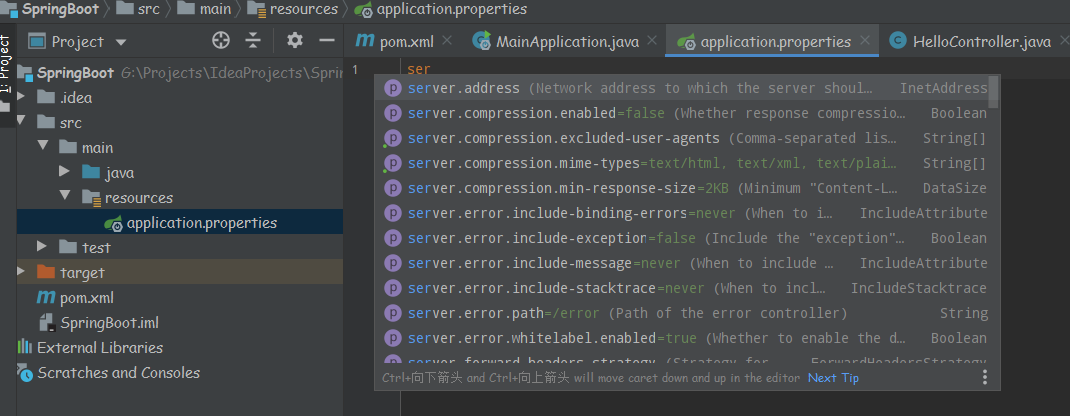 SpringBoot src main resources application.properties
Project
pom.xml MainApplication.java application.properties HelloController.java
1: Project
SpringBoot G:\Projects\IdeaProjects\Sprin
.idea
src
main
java
resources
application.properties
test
target
pom.xml
SpringBoot.iml
External Libraries
Scratches and Consoles
1 ser
server.address (Network address to which the server shoul… InetAddress
server.compression.enabled=false (Whether response compressio… Boolean
server.compression.excluded-user-agents (Comma-separated lis… String[]
server.compression.mime-types=text/html, text/xml, text/plai… String[]
server.compression.min-response-size=2KB (Minimum "Content-L… DataSize
server.error.include-binding-errors=never (When to i… IncludeAttribute
server.error.include-exception=false (Include the "exception"… Boolean
server.error.include-message=never (When to include … IncludeAttribute
server.error.include-stacktrace=never (When to incl… IncludeStacktrace
server.error.path=/error (Path of the error controller) String
server.error.whitelabel.enabled=true (Whether to enable the d… Boolean
server.forward-headers-strategy (Strategy for … ForwardHeadersStrategy
Ctrl+向下箭头 and Ctrl+向上箭头 will move caret down and up in the editor Next Tip